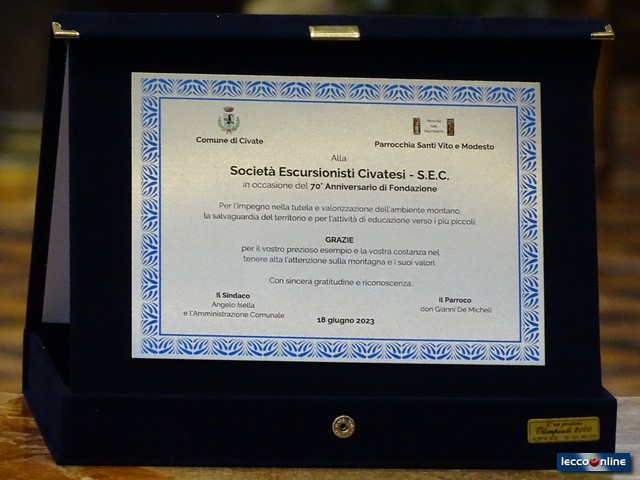 Comune di Civate
Parrocchia Santi Vito e Modesto
Alla
Società Escursionisti Civatesi - S.E.C.
in occasione del 70° Anniversario di Fondazione
Per l'impegno nella tutela e valorizzazione dell'ambiente montano,
la salvaguardia del territorio e per l'attività di educazione verso i più piccoli.
GRAZIE
per il vostro prezioso esempio e la vostra costanza nel
tenere alta l'attenzione sulla montagna e i suoi valori.
Con sincera gratitudine e riconoscenza.
Il Sindaco
Angelo Isella
e l'Amministrazione Comunale
Il Parroco
don Gianni De Micheli
18 giugno 2023
Olimpiadi 2000
lecconline